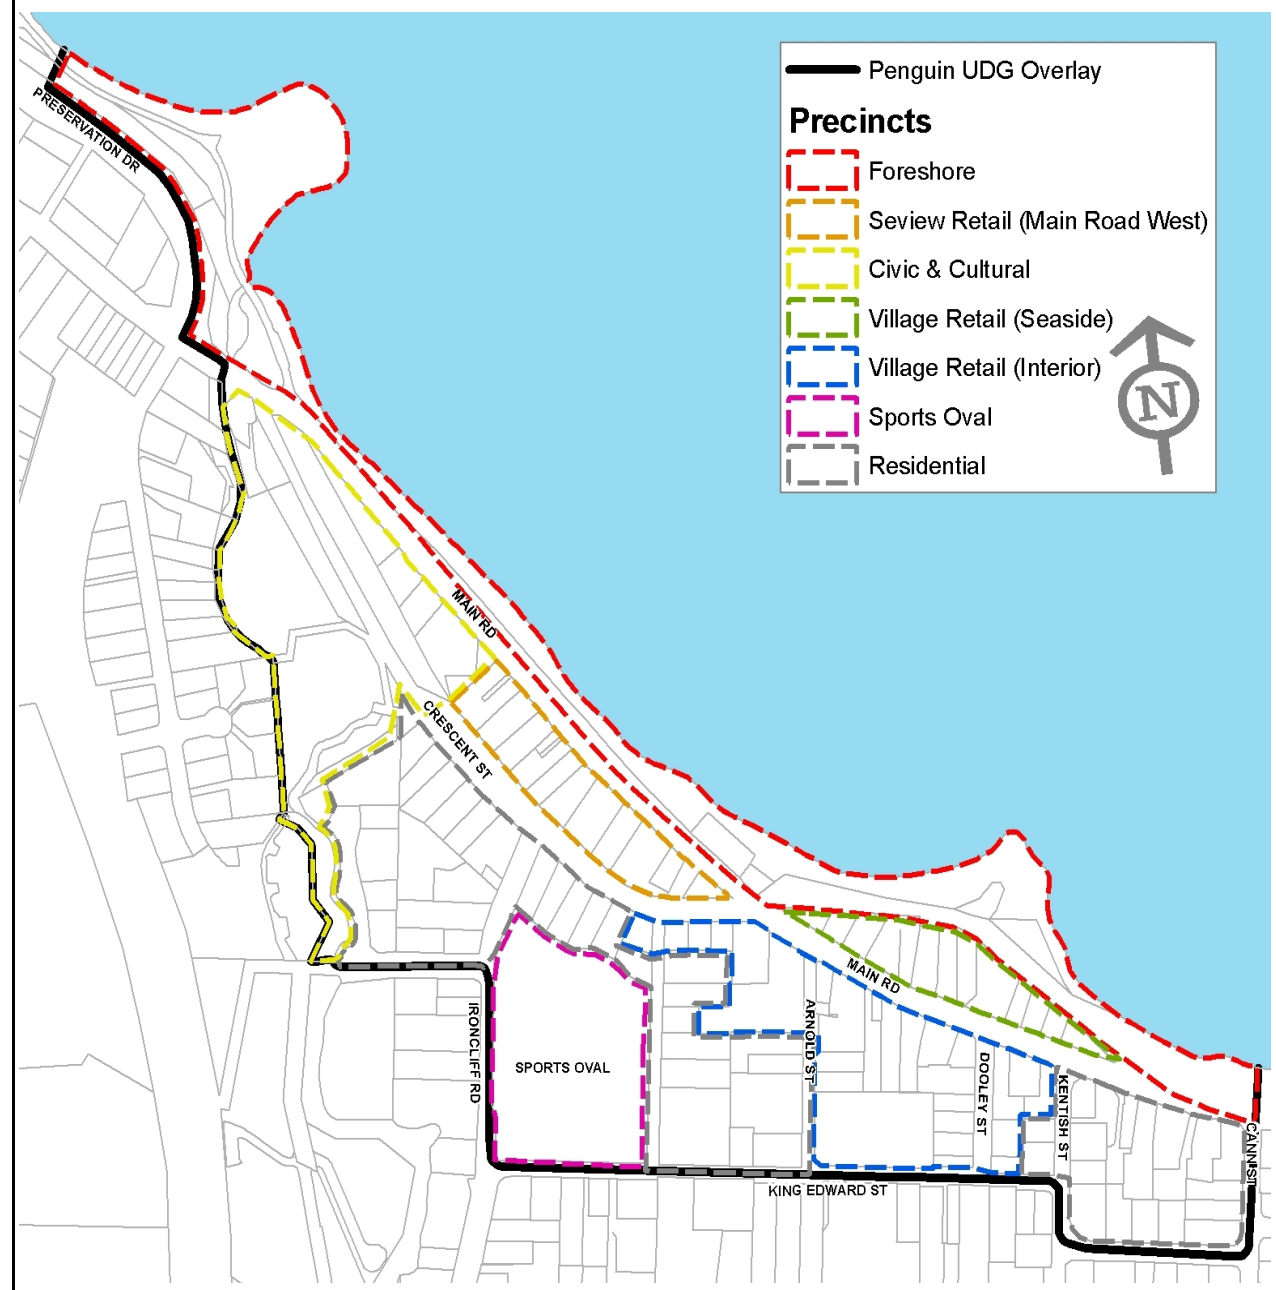 Penguin UDG Overlay
Precincts
Foreshore
Seview Retail (Main Road West)
Civic & Cultural
Village Retail (Seaside)
Village Retail (Interior)
Sports Oval
Residential
N
PRESERVATION DR
MAIN RD
CRESCENT ST
MAIN RD
IRONCLIFF RD
SPORTS OVAL
ARNOLD ST
DOOLEY ST
KENTISH ST
CANN ST
KING EDWARD ST